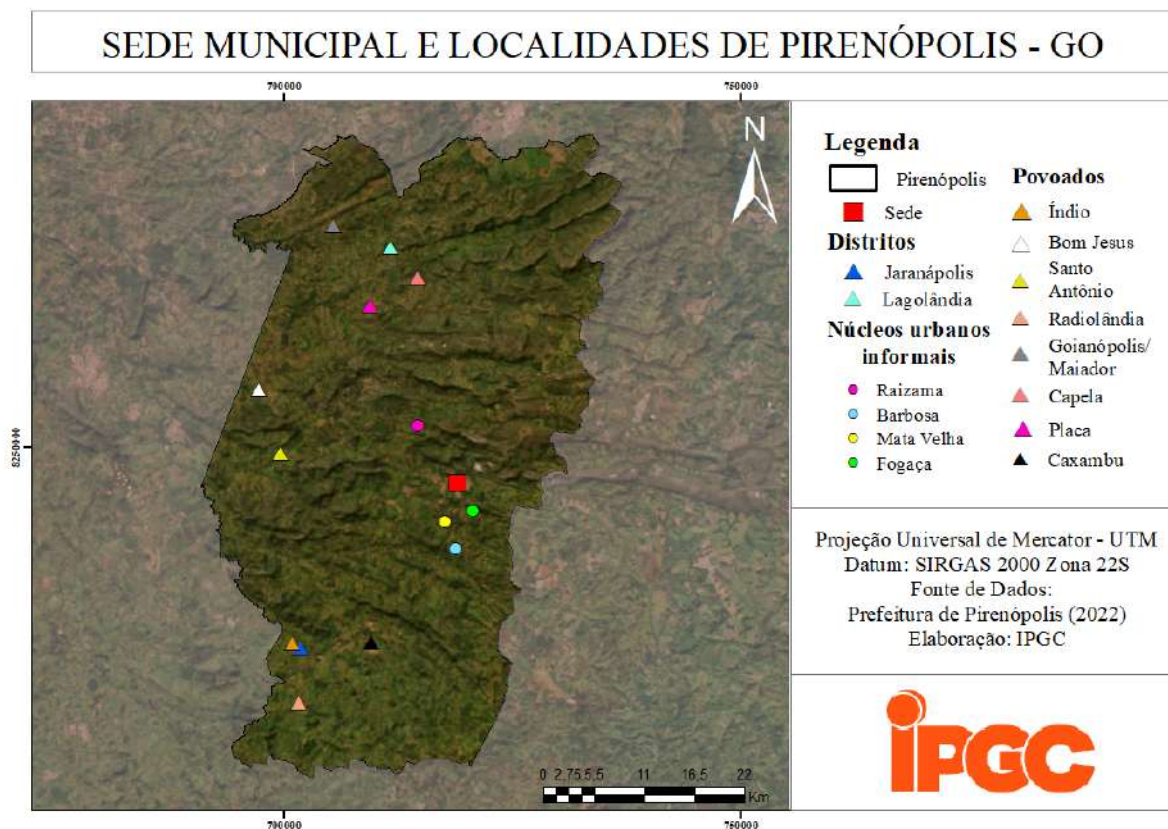 SEDE MUNICIPAL E LOCALIDADES DE PIRENÓPOLIS - GO
700000
750000
8250000
N
0 2,755,5
11
16,5
22
Km
700000
750000
Legenda
Pirenópolis
Sede
Distritos
Jaranápolis
Lagolândia
Núcleos urbanos
informais
Raizama
Barbosa
Mata Velha
Fogaça
Povoados
Índio
Bom Jesus
Santo
Antônio
Radiolândia
Goianópolis/
Maiador
Capela
Placa
Caxambu
Projeção Universal de Mercator - UTM
Datum: SIRGAS 2000 Zona 22S
Fonte de Dados:
Prefeitura de Pirenópolis (2022)
Elaboração: IPGC
iPGC